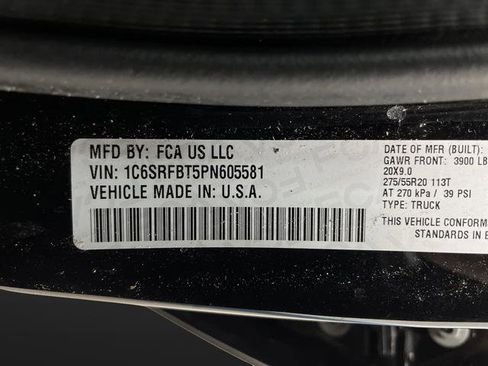 MFD BY: FCA US LLC
VIN: 1C6SRFBT5PN605581
VEHICLE MADE IN: U.S.A.
DATE OF MFR (BUILT):
GAWR FRONT: 3900 LB
20X9.0
275/55R20 113T
AT 270 kPa / 39 PSI
TYPE: TRUCK
THIS VEHICLE CONFORM
STANDARDS IN E